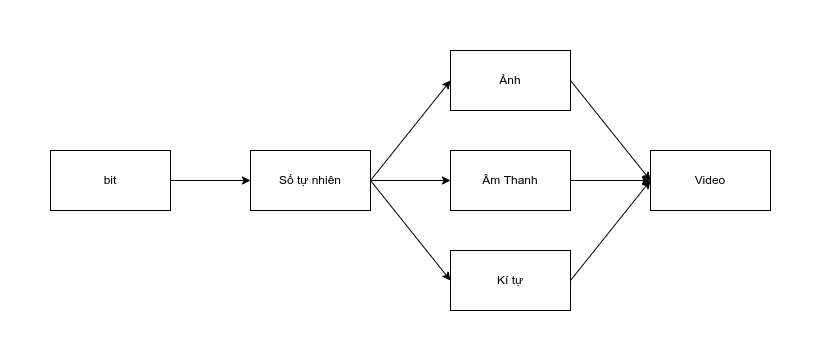 bit
Số tự nhiên
Ảnh
Âm Thanh
Kí tự
Video